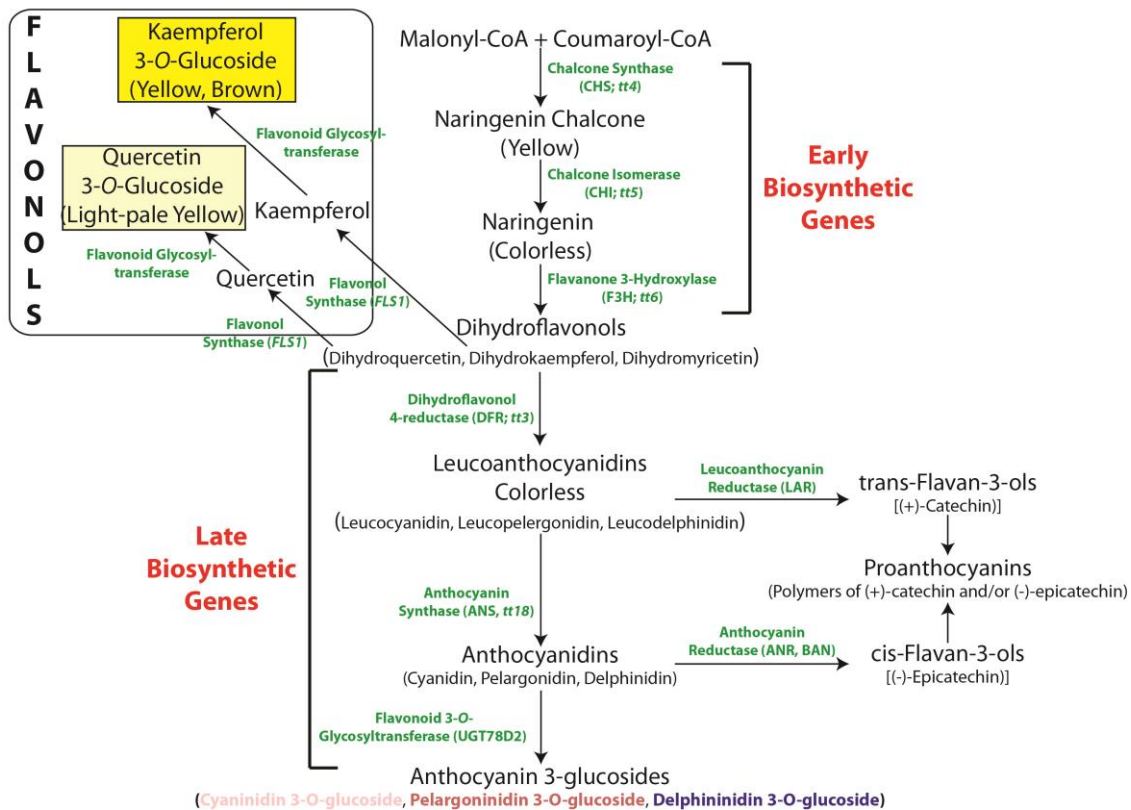 FLAVONOLS
Kaempferol
3-O-Glucoside
(Yellow, Brown)
Flavonoid Glycosyl-
transferase
Quercetin
3-O-Glucoside
(Light-pale Yellow)
Kaempferol
Flavonoid Glycosyl-
transferase
Quercetin
Flavonol
Synthase (FLS1)
Flavonol
Synthase (FLS1)
Malonyl-CoA + Coumaroyl-CoA
Chalcone Synthase
(CHS; tt4)
Naringenin Chalcone
(Yellow)
Chalcone Isomerase
(CHI; tt5)
Naringenin
(Colorless)
Flavanone 3-Hydroxylase
(F3H; tt6)
Early
Biosynthetic
Genes
Dihydroflavonols
(Dihydroquercetin, Dihydrokaempferol, Dihydromyricetin)
Dihydroflavonol
4-reductase (DFR; tt3)
Leucoanthocyanidins
Colorless
(Leucocyanidin, Leucopelergonidin, Leucodelphinidin)
Leucoanthocyanin
Reductase (LAR)
trans-Flavan-3-ols
[(+)-Catechin)]
Late
Biosynthetic
Genes
Proanthocyanins
(Polymers of (+)-catechin and/or (-)-epicatechin)
Anthocyanin
Synthase (ANS, tt18)
Anthocyanidins
(Cyanidin, Pelargonidin, Delphinidin)
Anthocyanin
Reductase (ANR, BAN)
cis-Flavan-3-ols
[(-)-Epicatechin)]
Flavonoid 3-O-
Glycosyltransferase (UGT78D2)
Anthocyanin 3-glucosides
(Cyaninidin 3-O-glucoside, Pelargoninidin 3-O-glucoside, Delphininidin 3-O-glucoside)